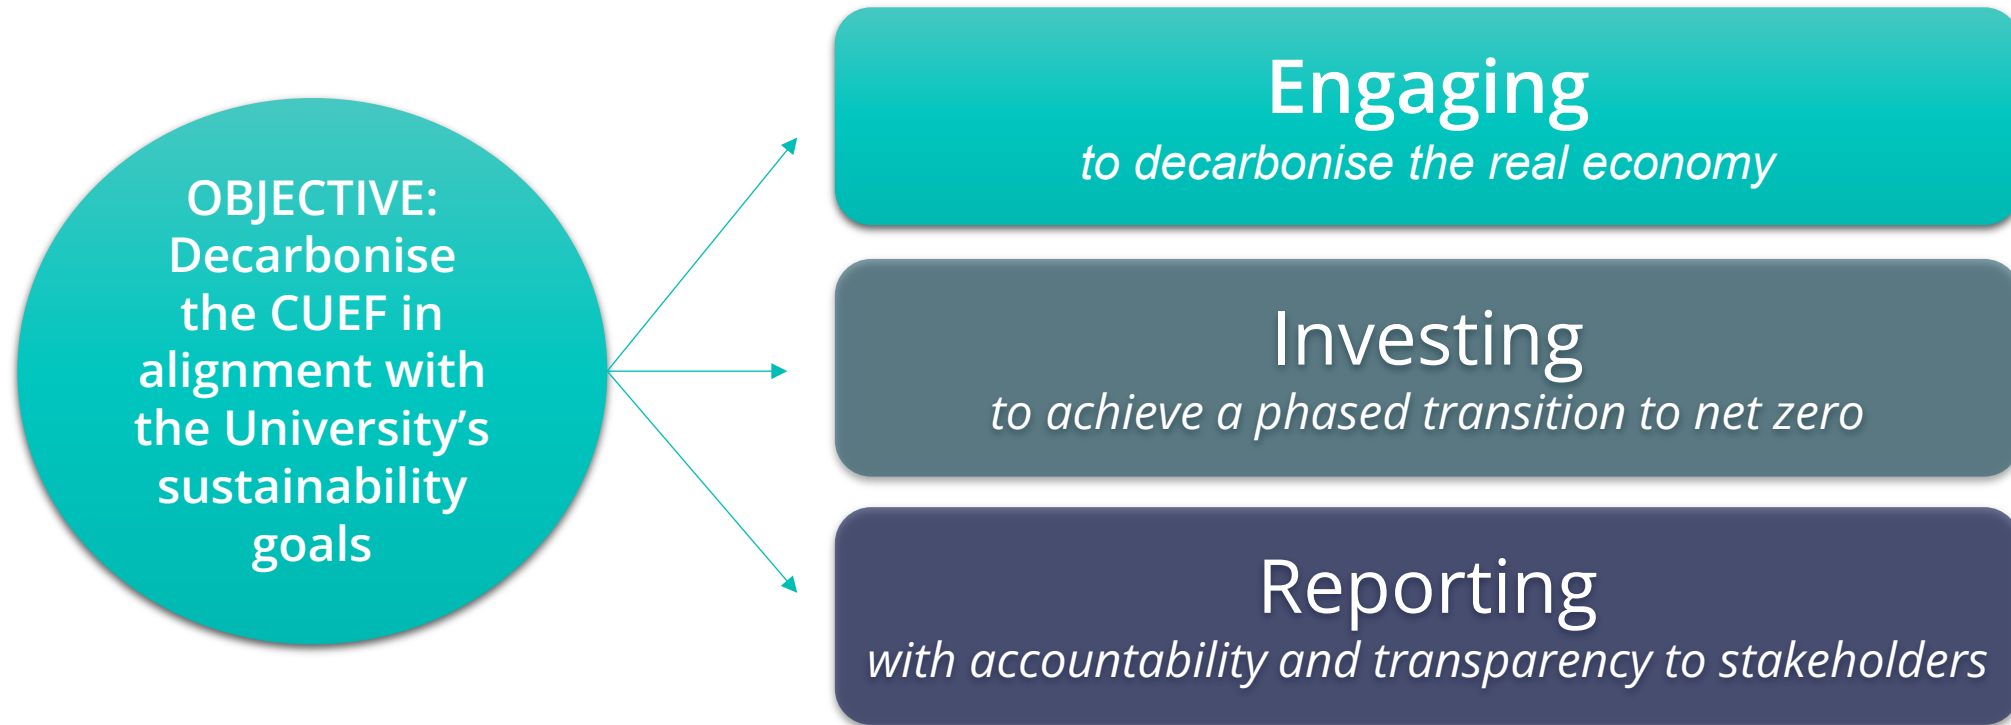 OBJECTIVE:
Decarbonise
the CUEF in
alignment with
the University’s
sustainability
goals
Engaging
to decarbonise the real economy
Investing
to achieve a phased transition to net zero
Reporting
with accountability and transparency to stakeholders